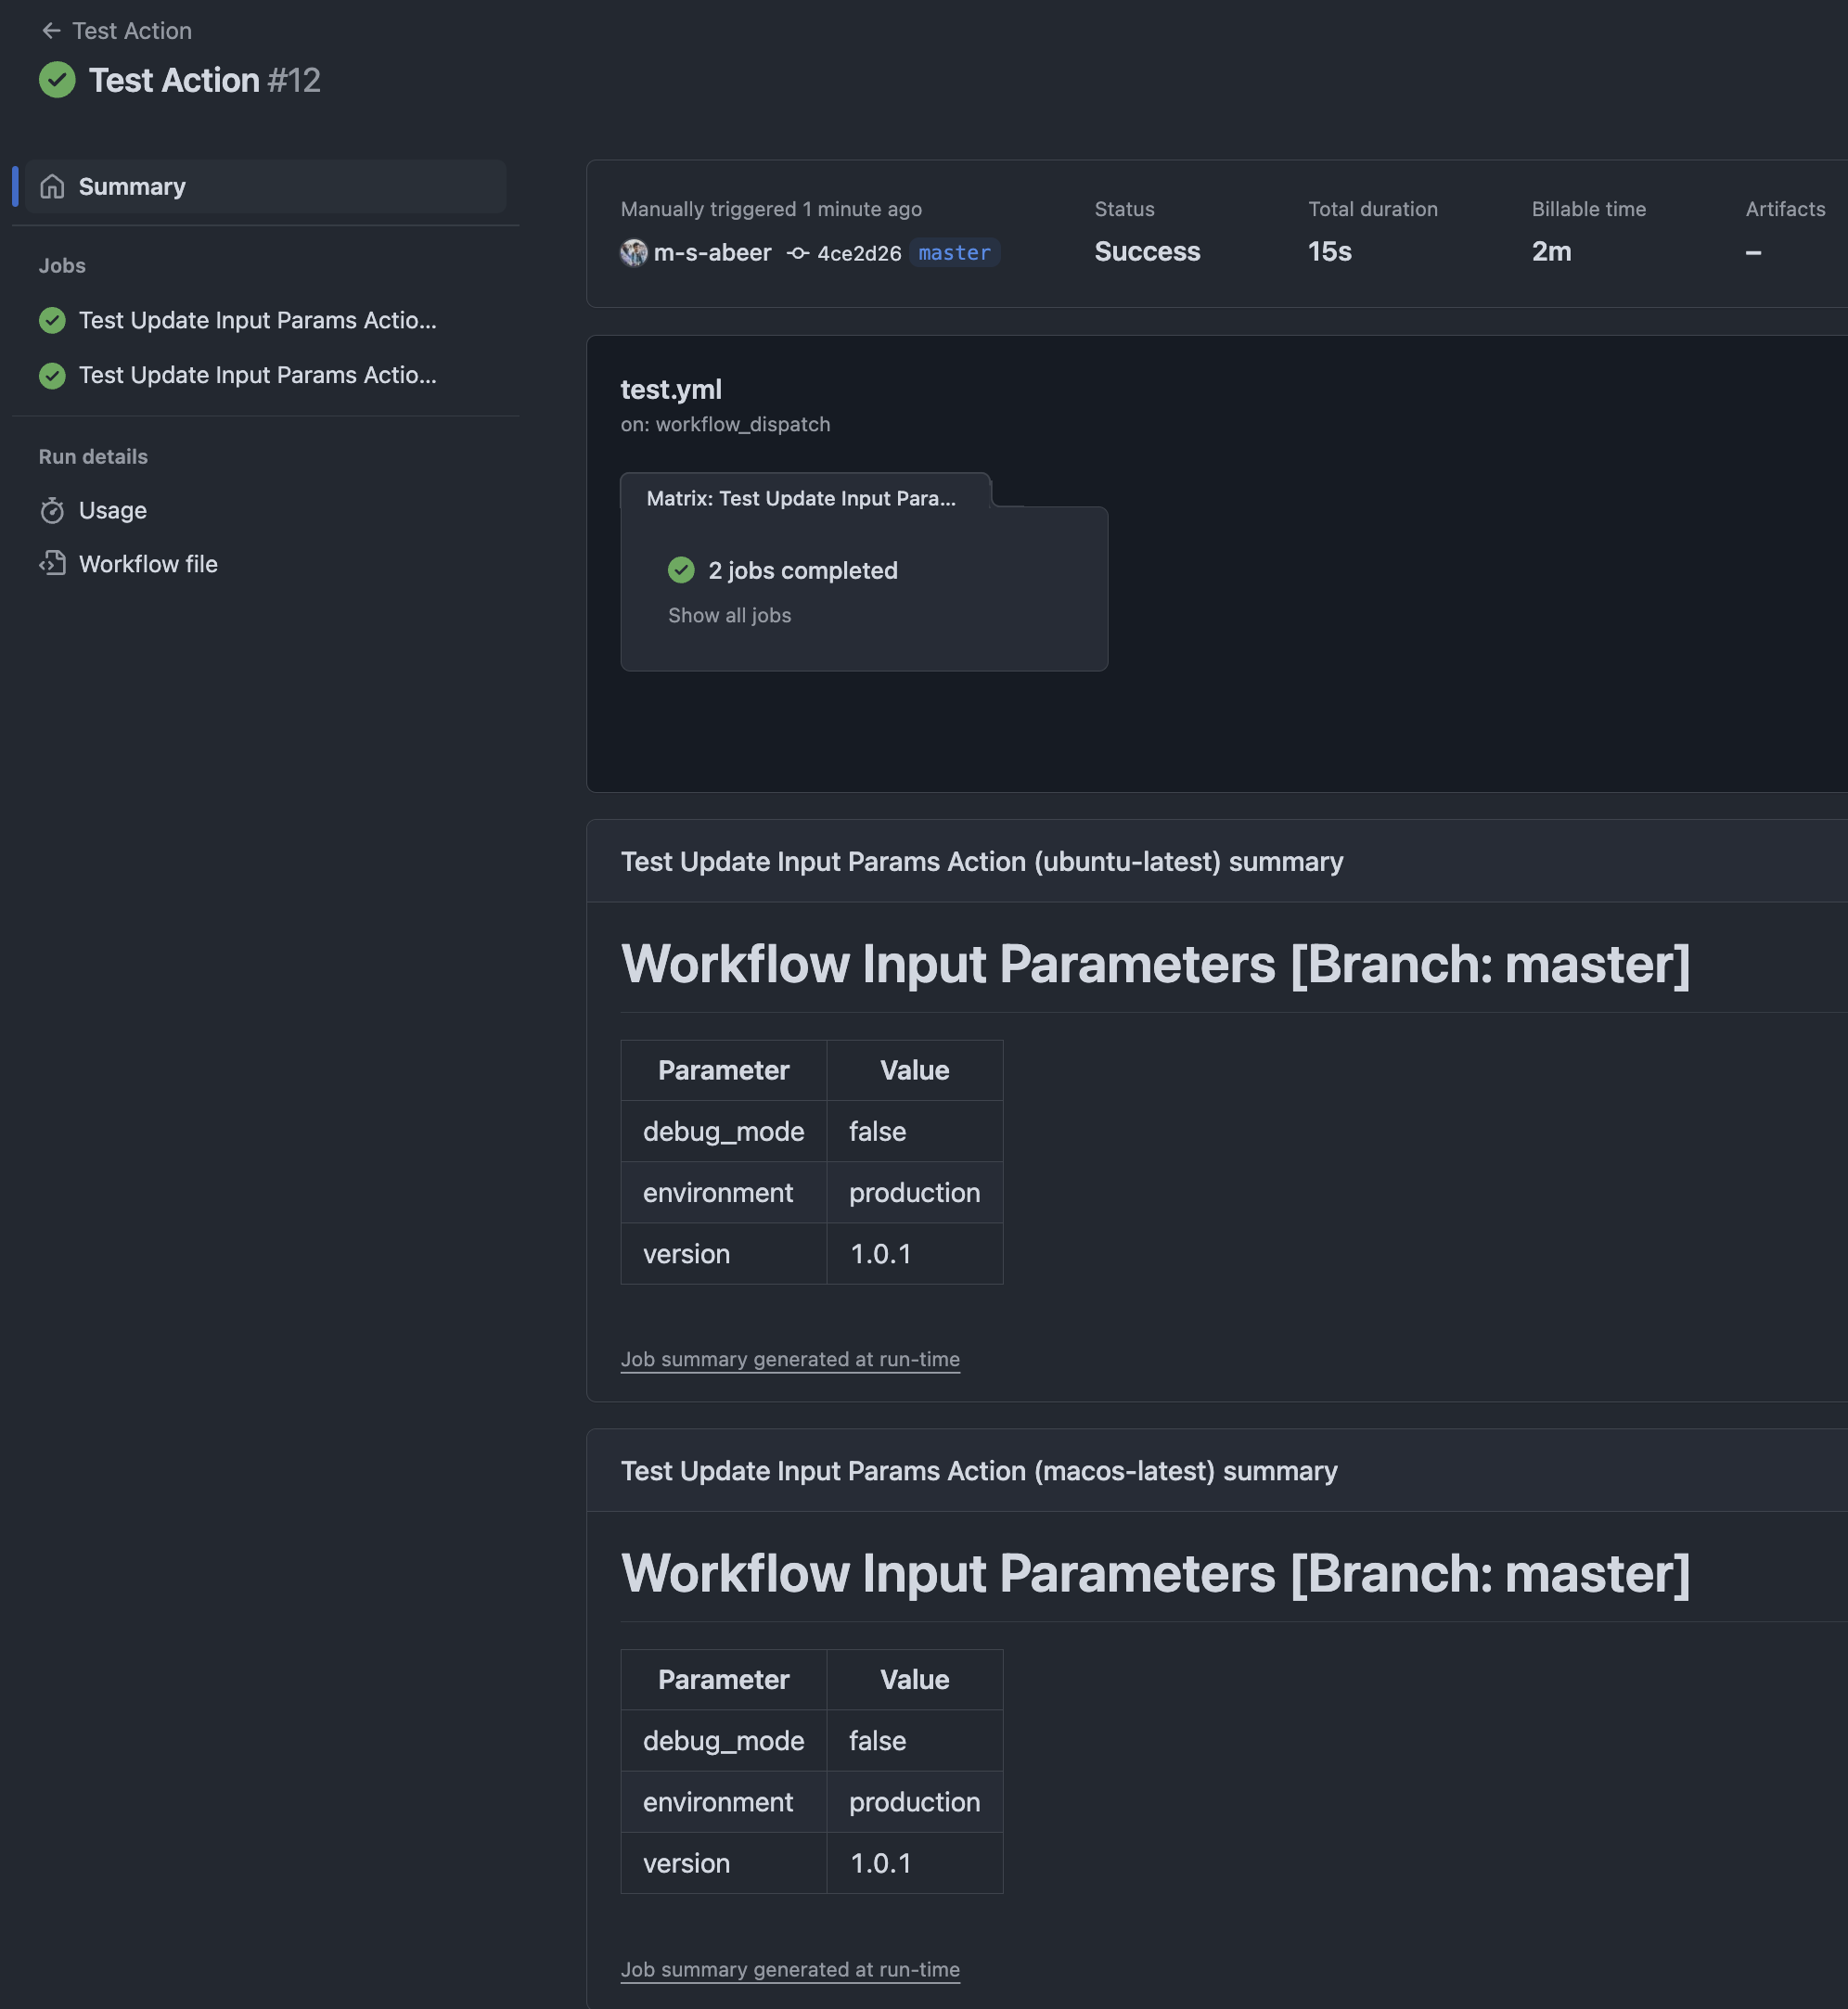 Test Action
Test Action #12
Summary
Jobs
Test Update Input Params Actio...
Test Update Input Params Actio...
Run details
Usage
Workflow file
Manually triggered 1 minute ago
m-s-abeer 4ce2d26 master
Status
Success
Total duration
15s
Billable time
2m
Artifacts
–
test.yml
on: workflow_dispatch
Matrix: Test Update Input Para...
2 jobs completed
Show all jobs
Test Update Input Params Action (ubuntu-latest) summary
Workflow Input Parameters [Branch: master]
Parameter Value
debug_mode false
environment production
version 1.0.1
Job summary generated at run-time
Test Update Input Params Action (macos-latest) summary
Workflow Input Parameters [Branch: master]
Parameter Value
debug_mode false
environment production
version 1.0.1
Job summary generated at run-time